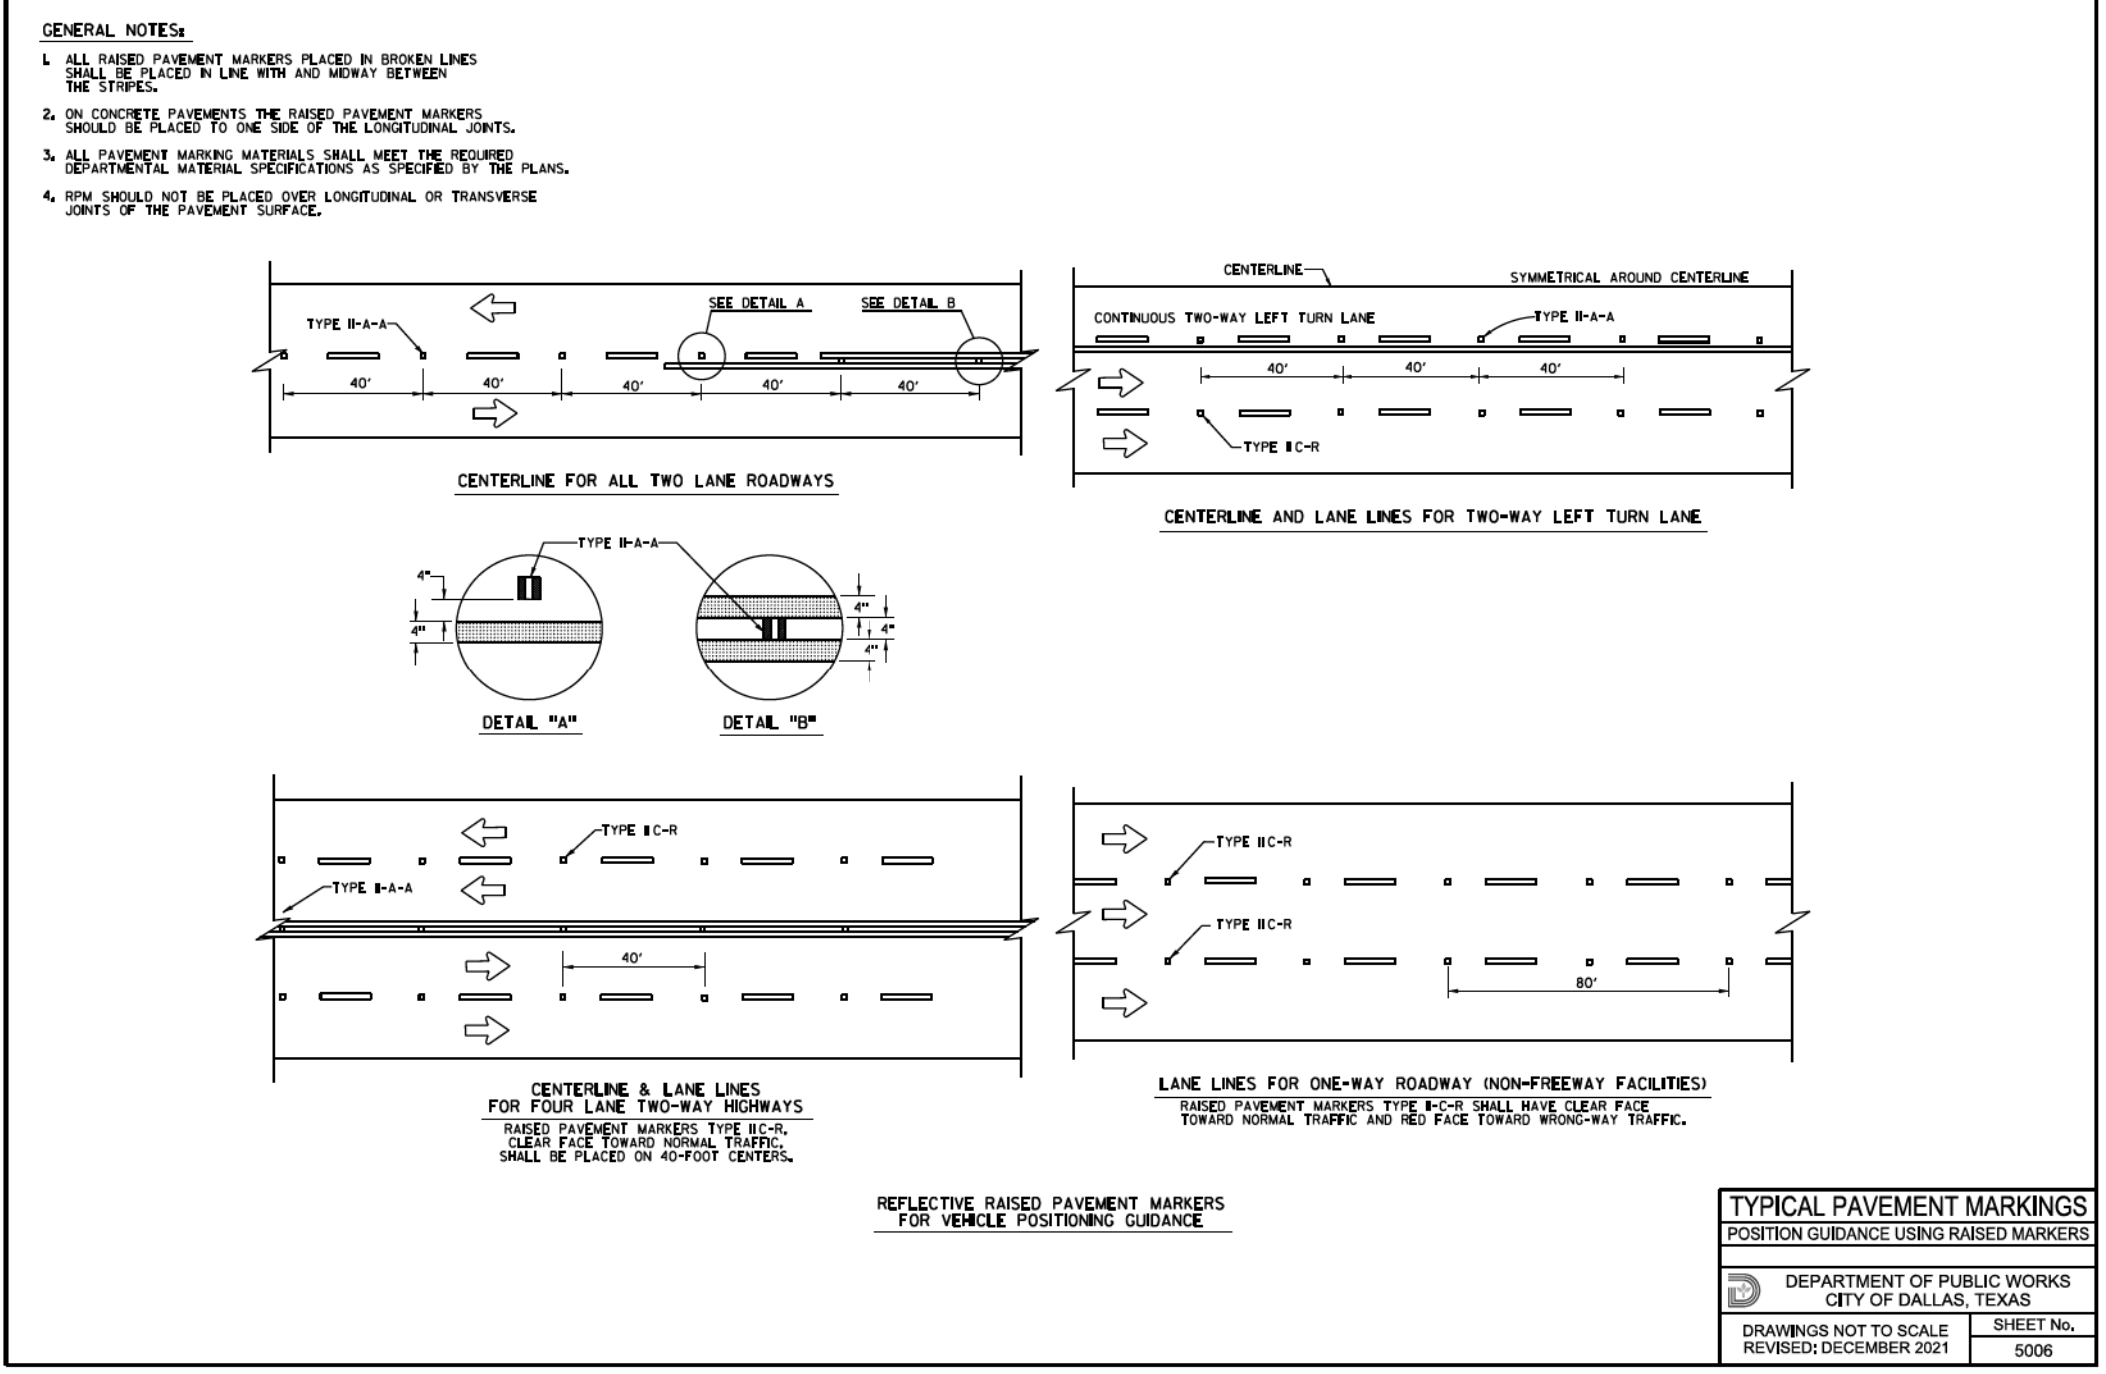 GENERAL NOTES:
1. ALL RAISED PAVEMENT MARKERS PLACED IN BROKEN LINES
SHALL BE PLACED IN LINE WITH AND MIDWAY BETWEEN
THE STRIPES.
2. ON CONCRETE PAVEMENTS THE RAISED PAVEMENT MARKERS
SHOULD BE PLACED TO ONE SIDE OF THE LONGITUDINAL JOINTS.
3. ALL PAVEMENT MARKING MATERIALS SHALL MEET THE REQUIRED
DEPARTMENTAL MATERIAL SPECIFICATIONS AS SPECIFIED BY THE PLANS.
4. RPM SHOULD NOT BE PLACED OVER LONGITUDINAL OR TRANSVERSE
JOINTS OF THE PAVEMENT SURFACE.
TYPE II-A-A
SEE DETAIL A
SEE DETAIL B
40'
40'
40'
40'
40'
CENTERLINE FOR ALL TWO LANE ROADWAYS
CENTERLINE
SYMMETRICAL AROUND CENTERLINE
CONTINUOUS TWO-WAY LEFT TURN LANE
TYPE II-A-A
40'
40'
40'
TYPE II C-R
CENTERLINE AND LANE LINES FOR TWO-WAY LEFT TURN LANE
TYPE II-A-A
4"
4"
4"
4"
4"
DETAIL "A"
DETAIL "B"
TYPE II C-R
TYPE II-A-A
40'
CENTERLINE & LANE LINES
FOR FOUR LANE TWO-WAY HIGHWAYS
RAISED PAVEMENT MARKERS TYPE II C-R,
CLEAR FACE TOWARD NORMAL TRAFFIC,
SHALL BE PLACED ON 40-FOOT CENTERS.
TYPE II C-R
TYPE II C-R
80'
LANE LINES FOR ONE-WAY ROADWAY (NON-FREEWAY FACILITIES)
RAISED PAVEMENT MARKERS TYPE II-C-R SHALL HAVE CLEAR FACE
TOWARD NORMAL TRAFFIC AND RED FACE TOWARD WRONG-WAY TRAFFIC.
REFLECTIVE RAISED PAVEMENT MARKERS
FOR VEHICLE POSITIONING GUIDANCE
TYPICAL PAVEMENT MARKINGS
POSITION GUIDANCE USING RAISED MARKERS
DEPARTMENT OF PUBLIC WORKS
CITY OF DALLAS, TEXAS
DRAWINGS NOT TO SCALE
REVISED: DECEMBER 2021
SHEET No.
5006